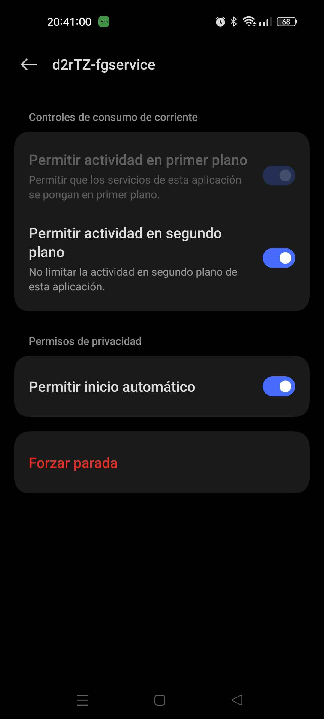 20:41:00 68
d2rTZ-fgservice
Controles de consumo de corriente
Permitir actividad en primer plano
Permitir que los servicios de esta aplicación
se pongan en primer plano.
Permitir actividad en segundo
plano
No limitar la actividad en segundo plano de
esta aplicación.
Permisos de privacidad
Permitir inicio automático
Forzar parada